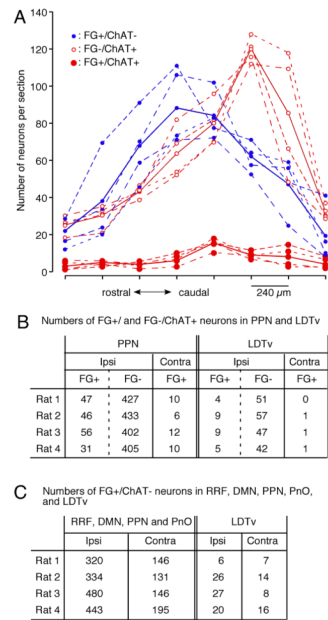 A
140
120
100
80
60
40
20
0
Number of neurons per section
: FG+/ChAT-
: FG-/ChAT+
: FG+/ChAT+
rostral caudal 240 µm
B Numbers of FG+/ and FG-/ChAT+ neurons in PPN and LDTv
PPN LDTv
Ipsi Contra Ipsi Contra
FG+ FG- FG+ FG+ FG- FG+
Rat 1 47 427 10 4 51 0
Rat 2 46 433 6 9 57 1
Rat 3 56 402 12 9 47 1
Rat 4 31 405 10 5 42 1
C Numbers of FG+/ChAT- neurons in RRF, DMN, PPN, PnO,
and LDTv
RRF, DMN, PPN and PnO LDTv
Ipsi Contra Ipsi Contra
Rat 1 320 146 6 7
Rat 2 334 131 26 14
Rat 3 480 146 27 8
Rat 4 443 195 20 16